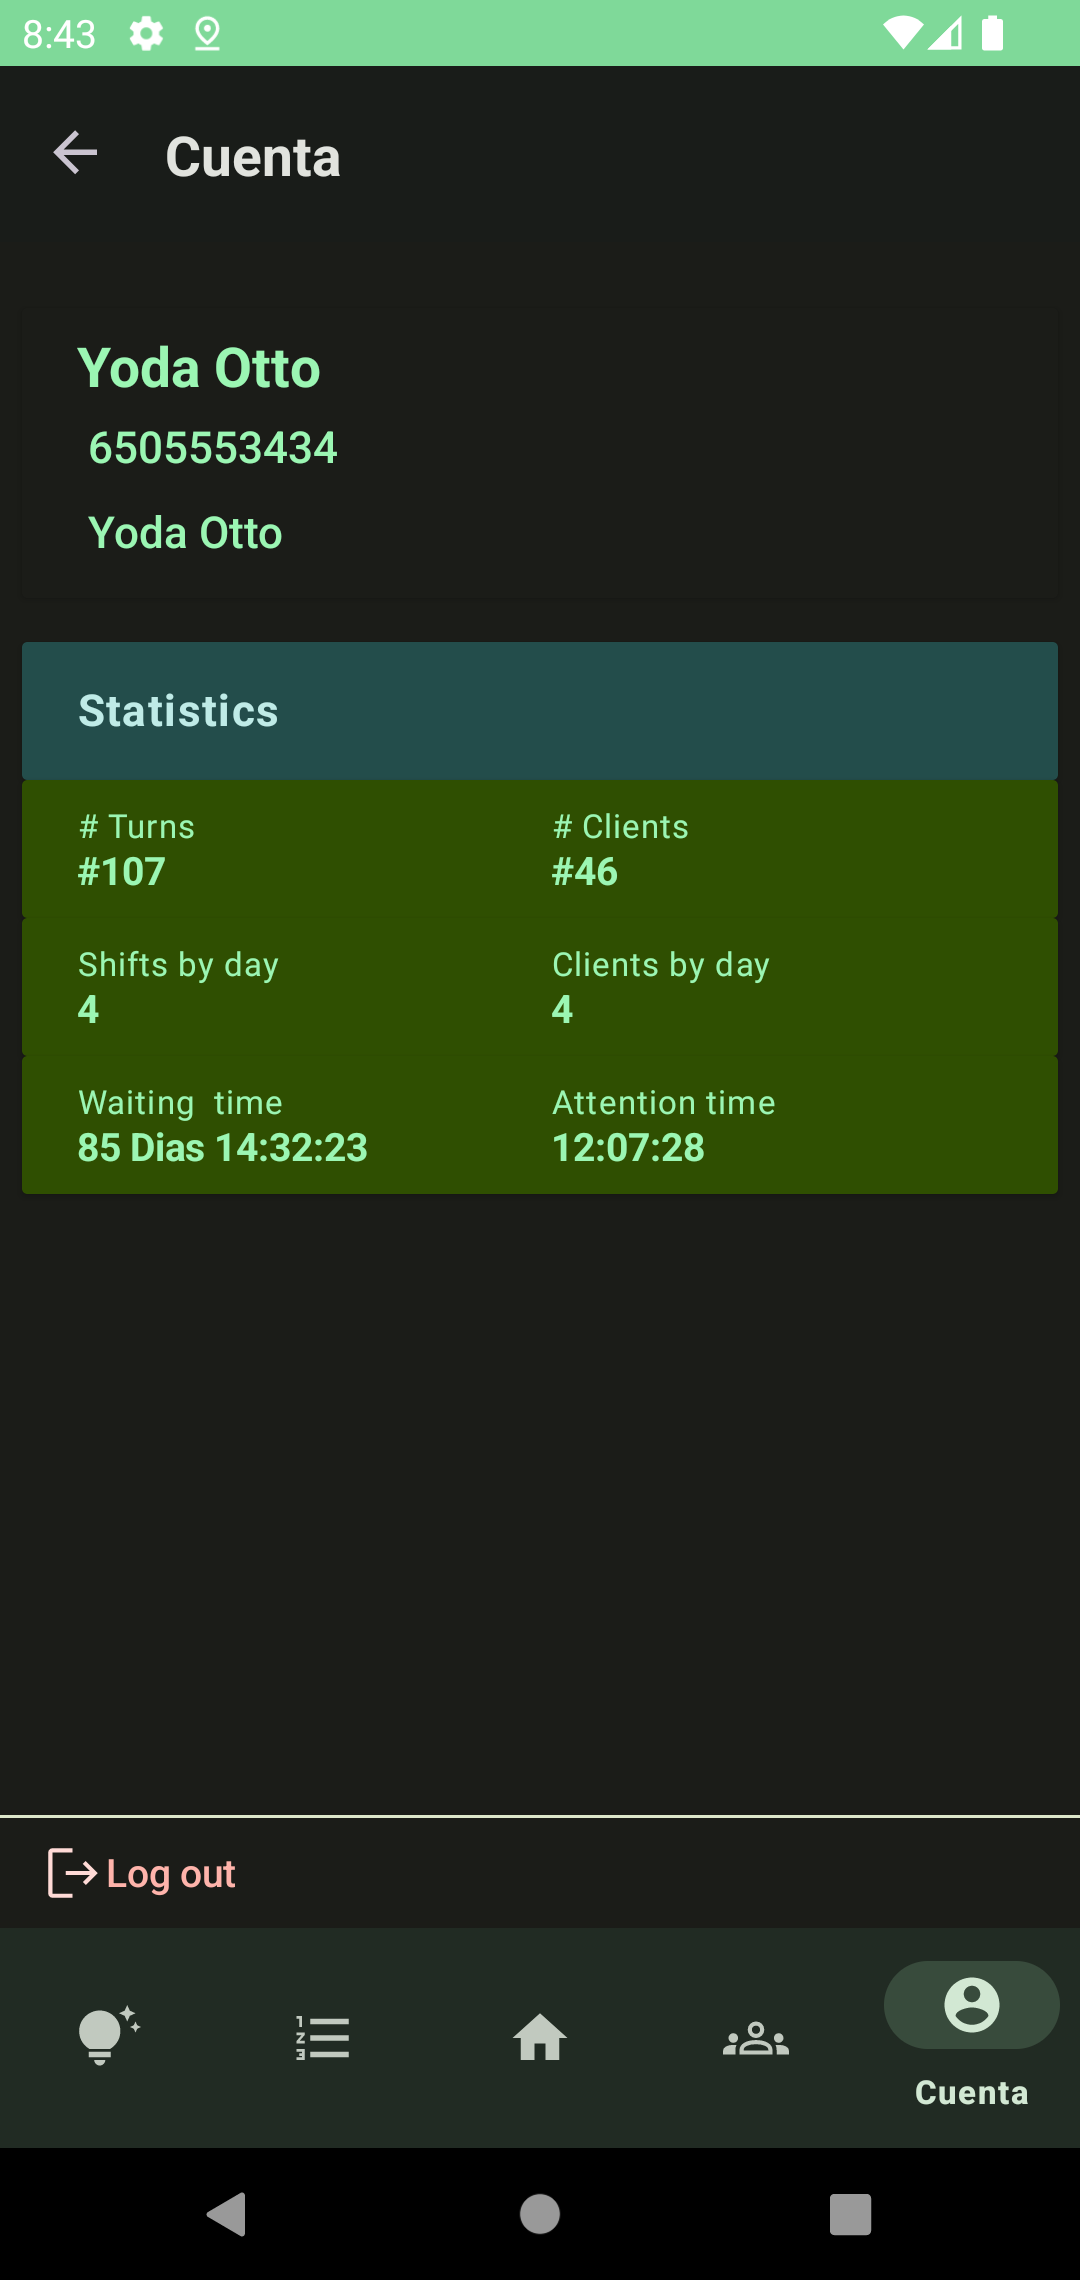 8:43
Cuenta
Yoda Otto
6505553434
Yoda Otto
Statistics
# Turns # Clients
#107 #46
Shifts by day Clients by day
4 4
Waiting  time Attention time
85 Dias 14:32:23 12:07:28
Log out
Cuenta